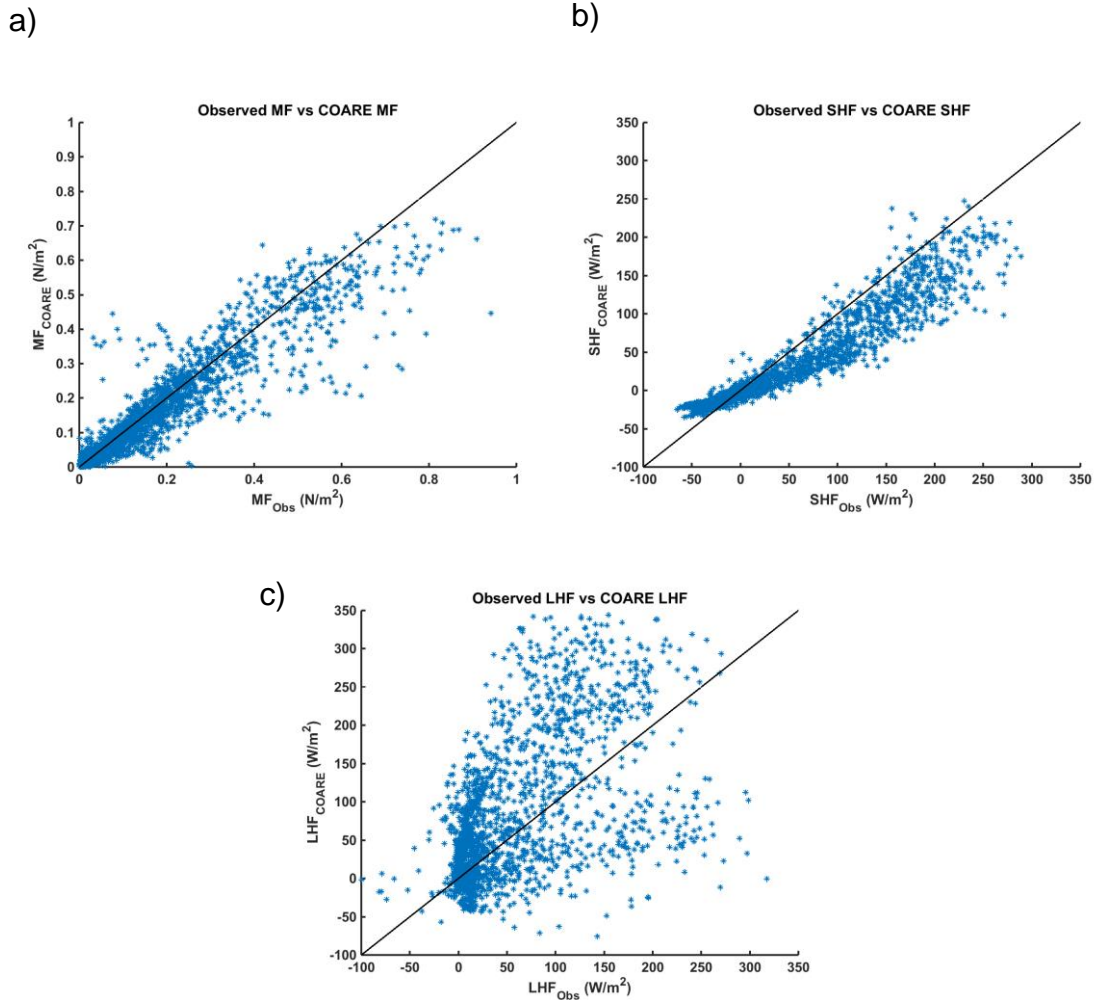 a)
b)
Observed MF vs COARE MF
1
0.9
0.8
0.7
0.6
0.5
0.4
0.3
0.2
0.1
0
MF_COARE (N/m²)
0 0.2 0.4 0.6 0.8 1
MF_Obs (N/m²)
Observed SHF vs COARE SHF
350
300
250
200
150
100
50
0
-50
-100
SHF_COARE (W/m²)
-100 -50 0 50 100 150 200 250 300 350
SHF_Obs (W/m²)
c)
Observed LHF vs COARE LHF
350
300
250
200
150
100
50
0
-50
-100
LHF_COARE (W/m²)
-100 -50 0 50 100 150 200 250 300 350
LHF_Obs (W/m²)